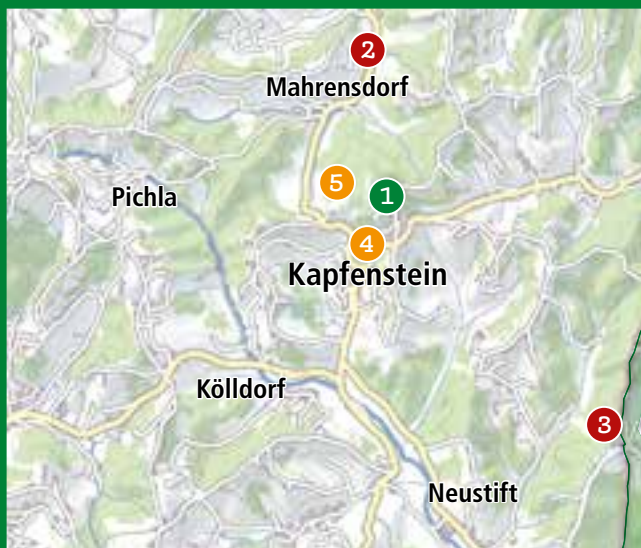 2
Mahrensdorf
5
1
Pichla
4
Kapfenstein
Kölldorf
3
Neustift